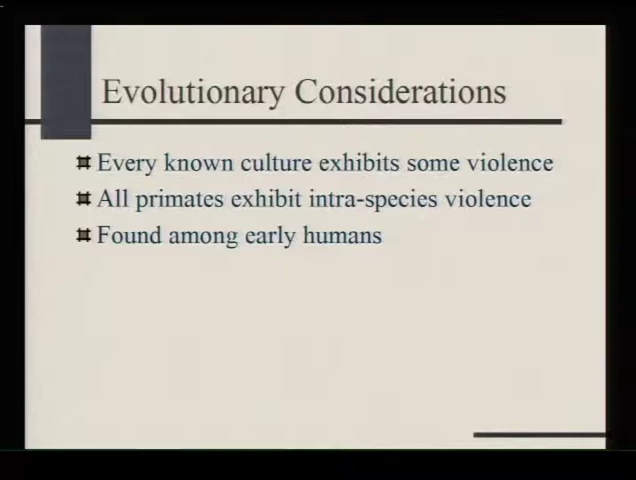 Evolutionary Considerations
Every known culture exhibits some violence
All primates exhibit intra-species violence
Found among early humans